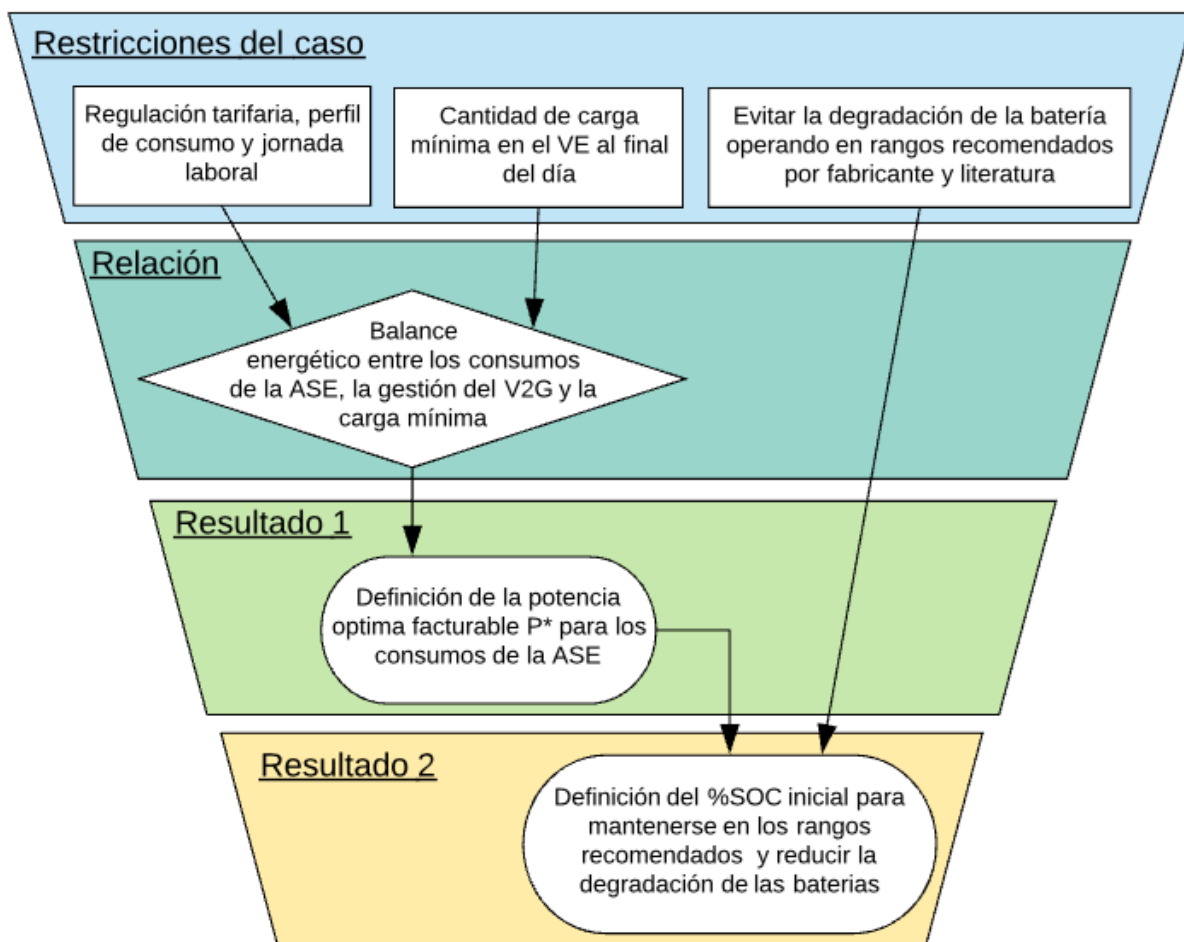 Restricciones del caso
Regulación tarifaria, perfil
de consumo y jornada
laboral
Cantidad de carga
mínima en el VE al final
del día
Evitar la degradación de la batería
operando en rangos recomendados
por fabricante y literatura
Relación
Balance
energético entre los consumos
de la ASE, la gestión del V2G y la
carga mínima
Resultado 1
Definición de la potencia
optima facturable P* para los
consumos de la ASE
Resultado 2
Definición del %SOC inicial para
mantenerse en los rangos
recomendados y reducir la
degradación de las baterias